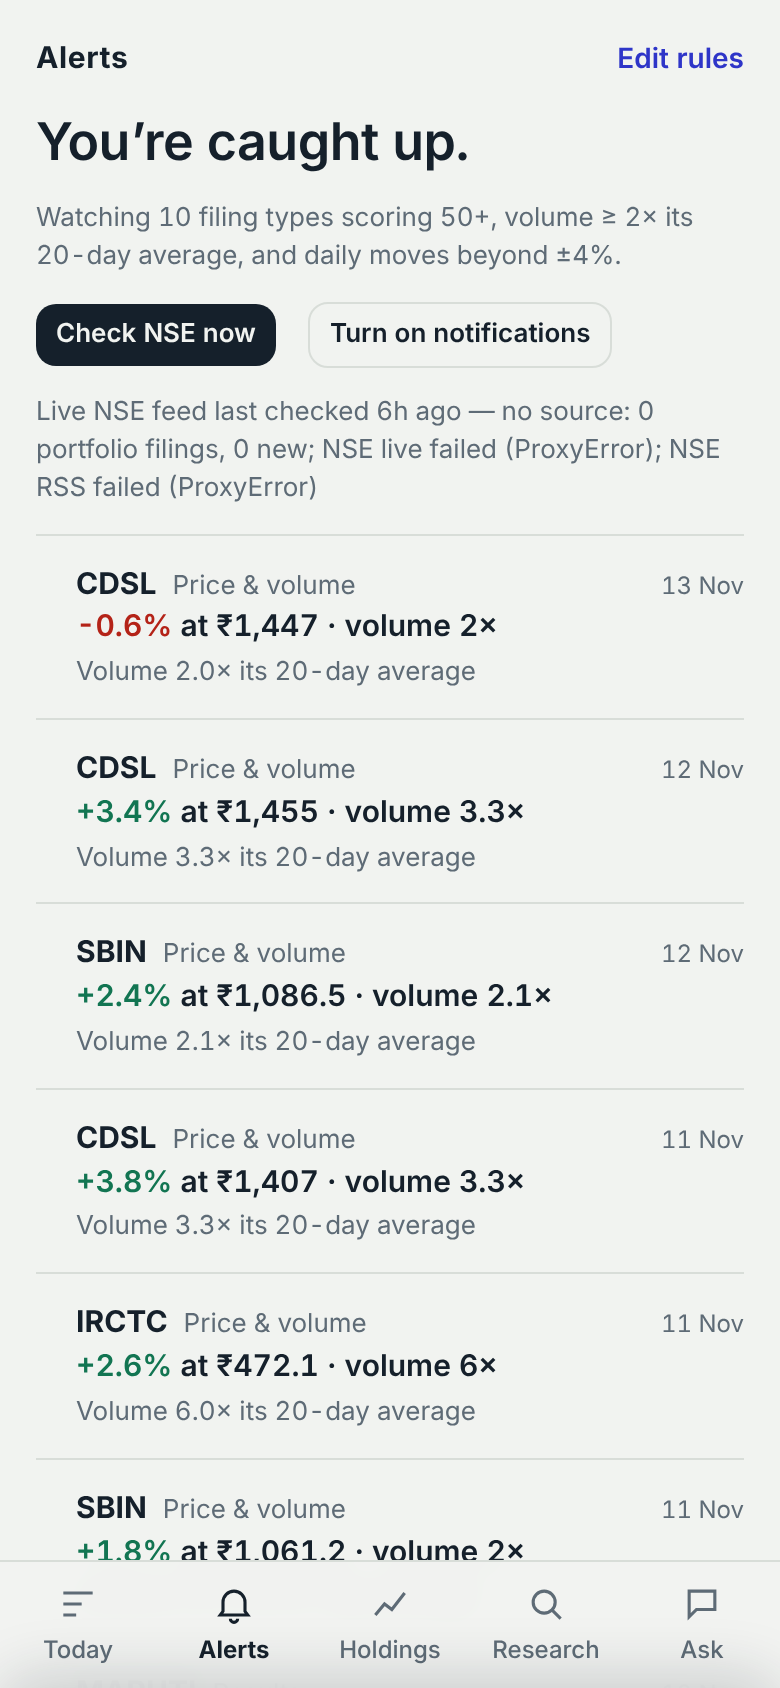 Alerts
Edit rules
You’re caught up.
Watching 10 filing types scoring 50+, volume ≥ 2× its
20-day average, and daily moves beyond ±4%.
Check NSE now
Turn on notifications
Live NSE feed last checked 6h ago — no source: 0
portfolio filings, 0 new; NSE live failed (ProxyError); NSE
RSS failed (ProxyError)
CDSL Price & volume 13 Nov
-0.6% at ₹1,447 · volume 2×
Volume 2.0× its 20-day average
CDSL Price & volume 12 Nov
+3.4% at ₹1,455 · volume 3.3×
Volume 3.3× its 20-day average
SBIN Price & volume 12 Nov
+2.4% at ₹1,086.5 · volume 2.1×
Volume 2.1× its 20-day average
CDSL Price & volume 11 Nov
+3.8% at ₹1,407 · volume 3.3×
Volume 3.3× its 20-day average
IRCTC Price & volume 11 Nov
+2.6% at ₹472.1 · volume 6×
Volume 6.0× its 20-day average
SBIN Price & volume 11 Nov
+1.8% at ₹1,061.2 · volume 2×
Today Alerts Holdings Research Ask